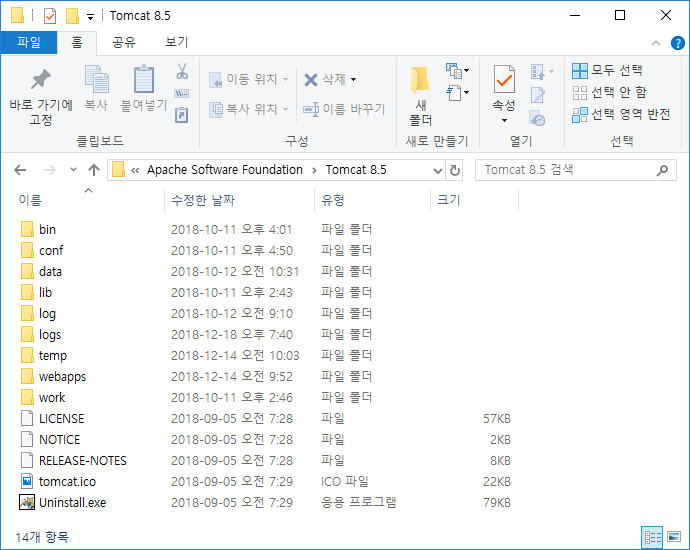 Tomcat 8.5
파일 홈 공유 보기
바로 가기에 고정
복사
붙여넣기
클립보드
이동 위치
복사 위치
삭제
이름 바꾸기
구성
새 폴더
새로 만들기
속성
열기
모두 선택
선택 안 함
선택 영역 반전
선택
« Apache Software Foundation > Tomcat 8.5
Tomcat 8.5 검색
이름 수정한 날짜 유형 크기
bin 2018-10-11 오후 4:01 파일 폴더
conf 2018-10-11 오후 4:50 파일 폴더
data 2018-10-12 오전 10:31 파일 폴더
lib 2018-10-11 오후 2:43 파일 폴더
log 2018-10-12 오전 9:10 파일 폴더
logs 2018-12-18 오후 7:40 파일 폴더
temp 2018-12-14 오전 10:03 파일 폴더
webapps 2018-12-14 오전 9:52 파일 폴더
work 2018-10-11 오후 2:46 파일 폴더
LICENSE 2018-09-05 오전 7:28 파일 57KB
NOTICE 2018-09-05 오전 7:28 파일 2KB
RELEASE-NOTES 2018-09-05 오전 7:28 파일 8KB
tomcat.ico 2018-09-05 오전 7:29 ICO 파일 22KB
Uninstall.exe 2018-09-05 오전 7:29 응용 프로그램 79KB
14개 항목